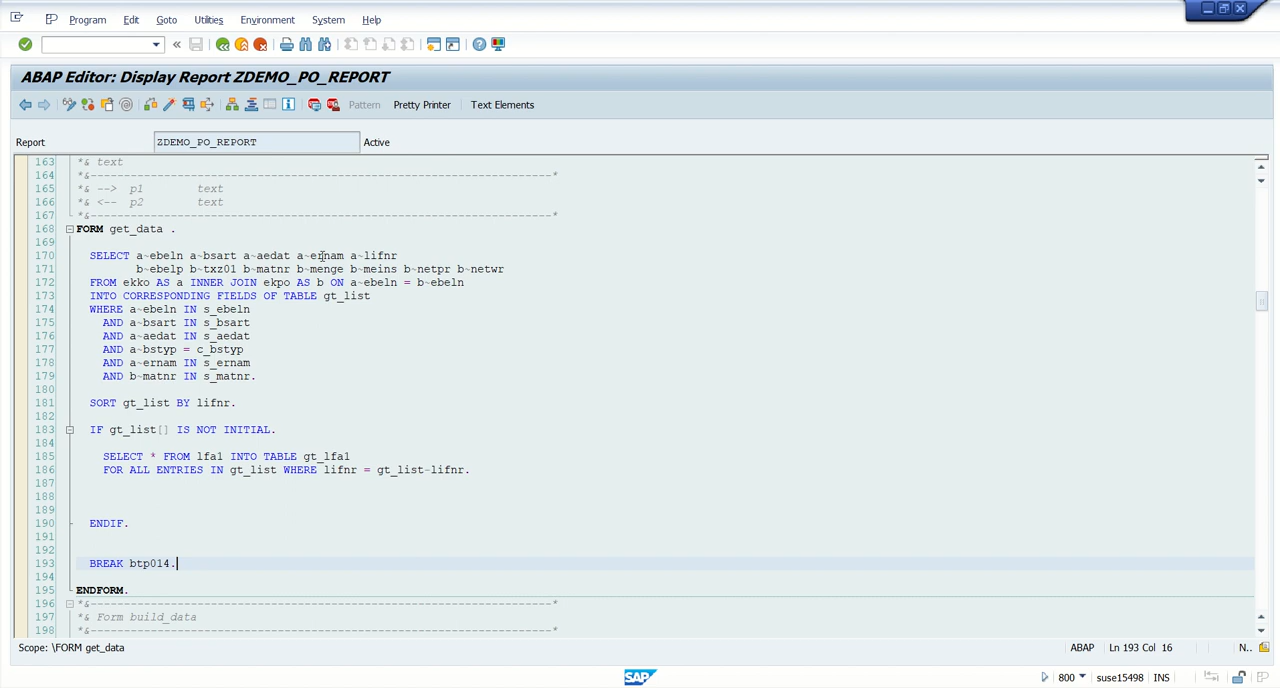 Program Edit Goto Utilities Environment System Help
ABAP Editor: Display Report ZDEMO_PO_REPORT
Pattern Pretty Printer Text Elements
Report ZDEMO_PO_REPORT Active
163 *& text
164 *&---------------------------------------------------------------------*
165 *& --> p1 text
166 *& <-- p2 text
167 *&---------------------------------------------------------------------*
168 FORM get_data .
169
170 SELECT a~ebeln a~bsart a~aedat a~ernam a~lifnr
171 b~ebelp b~txz01 b~matnr b~menge b~meins b~netpr b~netwr
172 FROM ekko AS a INNER JOIN ekpo AS b ON a~ebeln = b~ebeln
173 INTO CORRESPONDING FIELDS OF TABLE gt_list
174 WHERE a~ebeln IN s_ebeln
175 AND a~bsart IN s_bsart
176 AND a~aedat IN s_aedat
177 AND a~bstyp = c_bstyp
178 AND a~ernam IN s_ernam
179 AND b~matnr IN s_matnr.
180
181 SORT gt_list BY lifnr.
182
183 IF gt_list[] IS NOT INITIAL.
184
185 SELECT * FROM lfa1 INTO TABLE gt_lfa1
186 FOR ALL ENTRIES IN gt_list WHERE lifnr = gt_list-lifnr.
187
188
189
190 ENDIF.
191
192
193 BREAK btp014.
194
195 ENDFORM.
196 *&---------------------------------------------------------------------*
197 *& Form build_data
198 *&---------------------------------------------------------------------*
Scope: \FORM get_data ABAP Ln 193 Col 16 N..
SAP 800 suse15498 INS